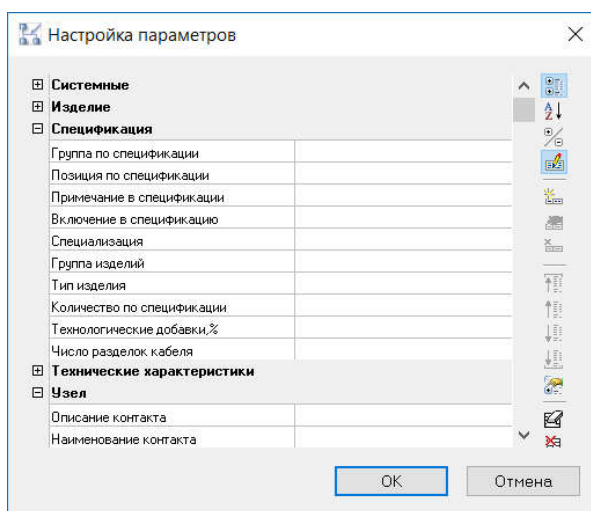 Настройка параметров
Системные
Изделие
Спецификация
Группа по спецификации
Позиция по спецификации
Примечание в спецификации
Включение в спецификацию
Специализация
Группа изделий
Тип изделия
Количество по спецификации
Технологические добавки,%
Число разделок кабеля
Технические характеристики
Узел
Описание контакта
Наименование контакта
OK
Отмена